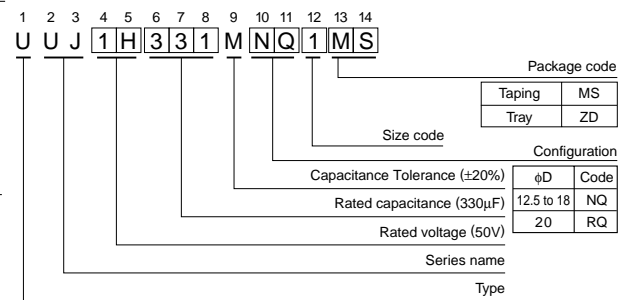 1 2 3 4 5 6 7 8 9 10 11 12 13 14
U U J 1 H 3 3 1 M N Q 1 M S
Package code
Taping MS
Tray ZD
Size code
Configuration
ϕD Code
12.5 to 18 NQ
20 RQ
Capacitance Tolerance (±20%)
Rated capacitance (330μF)
Rated voltage (50V)
Series name
Type